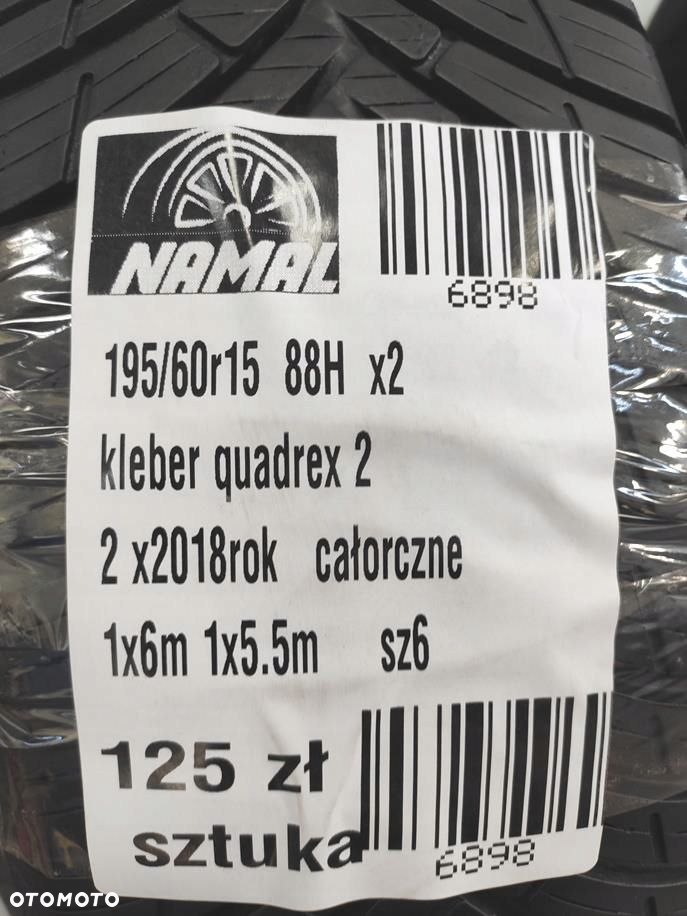 NAMAL
6898
195/60r15 88H x2
kleber quadrex 2
2 x2018rok całorczne
1x6m 1x5.5m sz6
125 zł
sztuka
6898
OTOMOTO